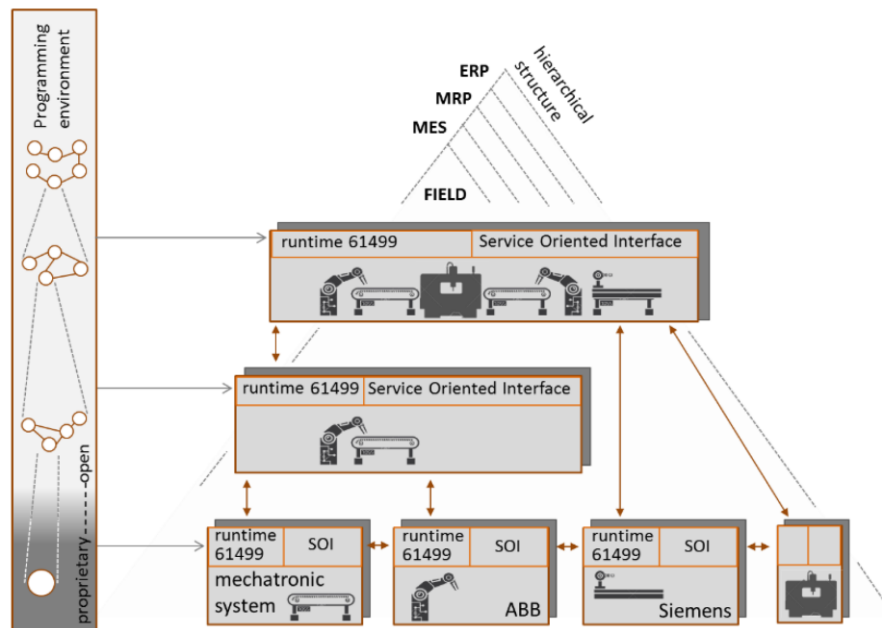 Programming
environment
proprietary ------ open
ERP
MRP
MES
FIELD
hierarchical
structure
runtime 61499
Service Oriented Interface
runtime 61499
Service Oriented Interface
runtime
61499
SOI
mechatronic
system
runtime
61499
SOI
ABB
runtime
61499
SOI
Siemens